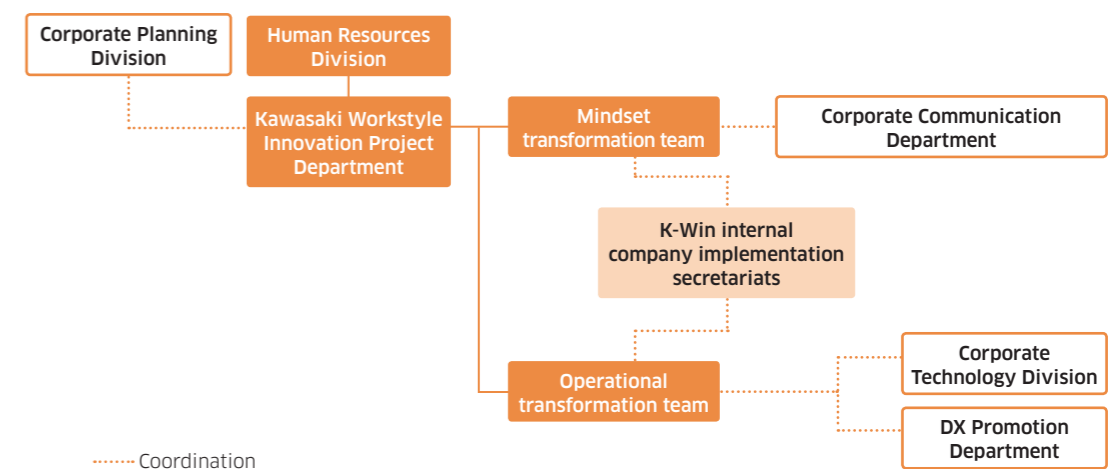 Corporate Planning
Division
Human Resources
Division
Kawasaki Workstyle
Innovation Project
Department
Mindset
transformation team
Corporate Communication
Department
K-Win internal
company implementation
secretariats
Operational
transformation team
Corporate
Technology Division
DX Promotion
Department
Coordination